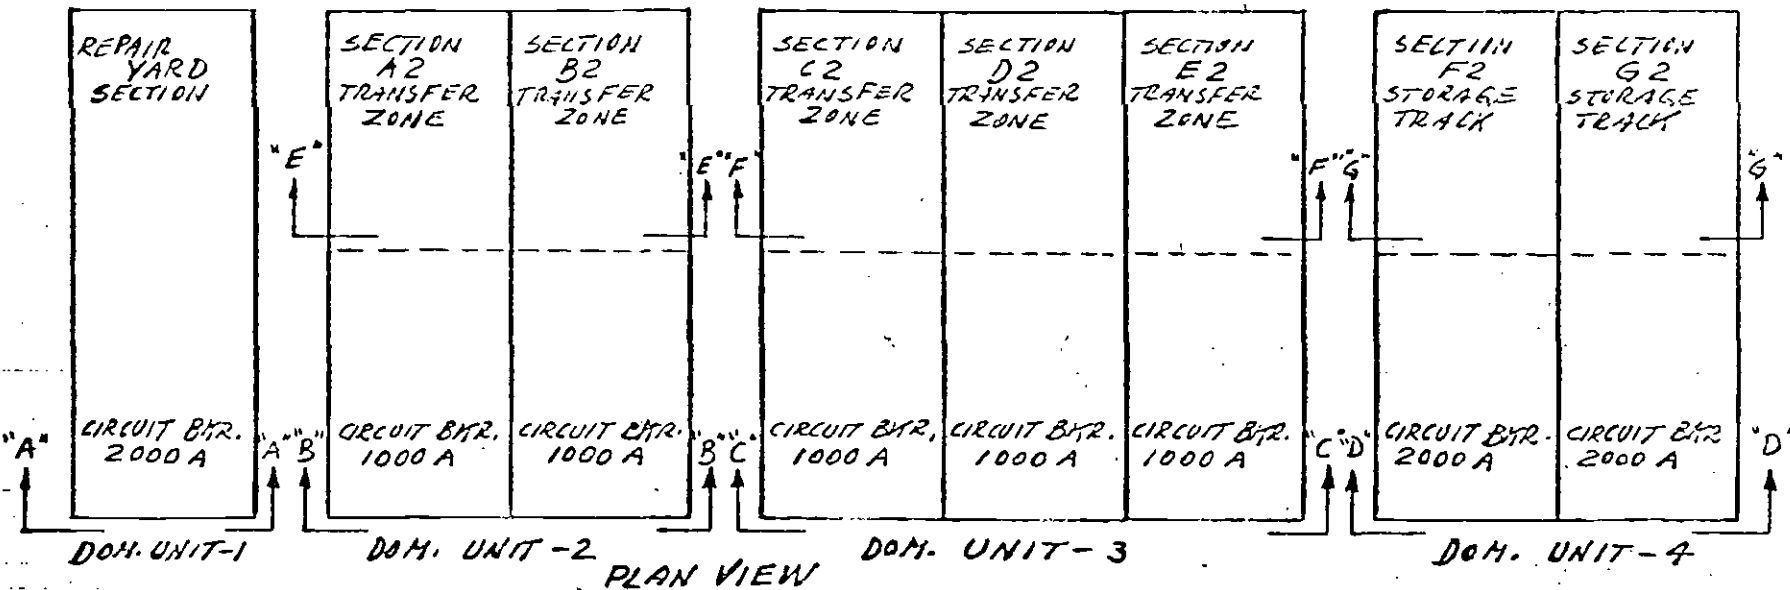 REPAIR
YARD
SECTION
SECTION
A2
TRANSFER
ZONE
SECTION
B2
TRANSFER
ZONE
SECTION
C2
TRANSFER
ZONE
SECTION
D2
TRANSFER
ZONE
SECTION
E2
TRANSFER
ZONE
SECTION
F2
STORAGE
TRACK
SECTION
G2
STORAGE
TRACK
"E" "E" "F" "F" "G" "G"
CIRCUIT BKR.
2000 A
CIRCUIT BKR.
1000 A
CIRCUIT BKR.
1000 A
CIRCUIT BKR.
1000 A
CIRCUIT BKR.
1000 A
CIRCUIT BKR.
1000 A
CIRCUIT BKR.
2000 A
CIRCUIT BKR
2000 A
"A" "A" "B" "B" "C" "C" "D" "D"
DOM. UNIT-1
DOM. UNIT-2
DOM. UNIT-3
DOM. UNIT-4
PLAN VIEW